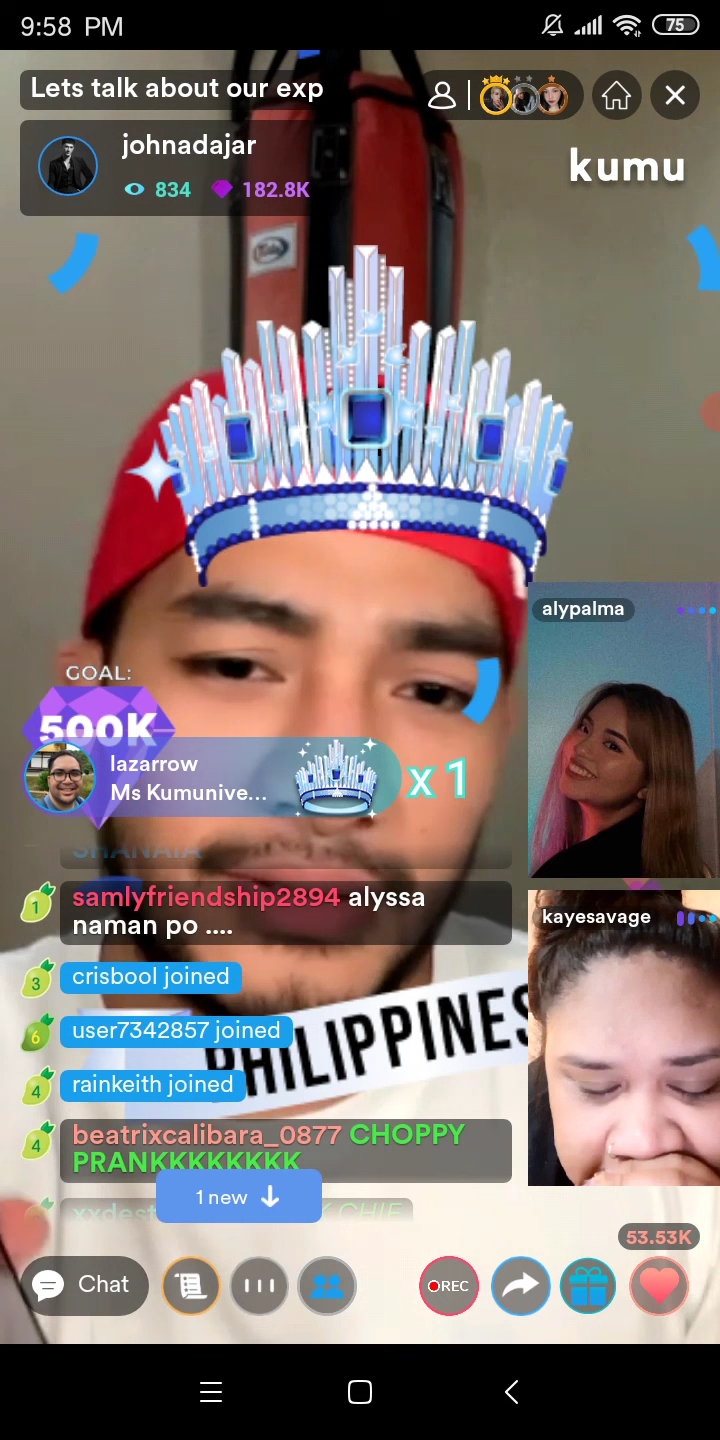 9:58 PM
75
Lets talk about our exp
johnadajar
834 182.8K
kumu
alypalma
GOAL:
500K
lazarrow
Ms Kumunive...
x 1
SHANAIA
1
samlyfriendship2894 alyssa
naman po ....
kayesavage
3
crisbool joined
6
user7342857 joined
PHILIPPINES
4
rainkeith joined
4
beatrixcalibara_0877 CHOPPY
PRANKKKKKKKK
1 new
53.53K
Chat
REC